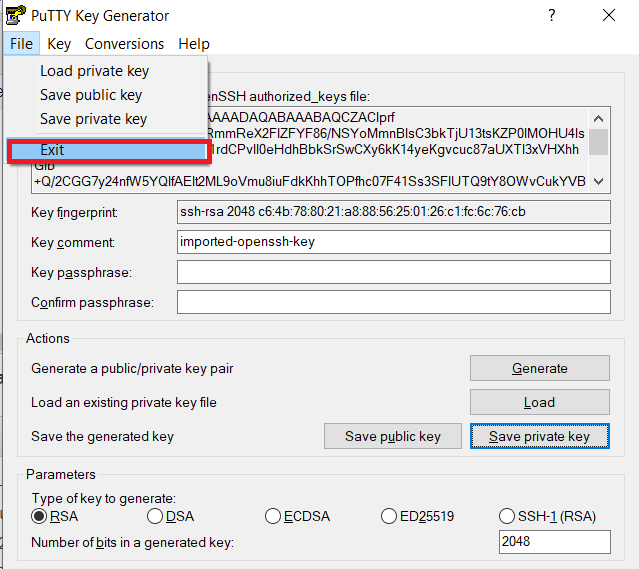 PuTTY Key Generator
File Key Conversions Help
Load private key
Save public key
Save private key
Exit
enSSH authorized_keys file:
AAAADAQABAAABAQCZAClprf
RmmReX2FIZFYF86/NSYoMmnBlsC3bkTjU13tsKZP0IMOHU4Is
1rdCPvIl0eHdhBbkSrSwCXy6kK14yeKgvcuc87aUXTI3xVHXhh
+Q/2CGG7y24nfW5YQIfAEIt2ML9oVmu8iuFdkKhhTOPfhc07F41Ss3SFIUTQ9tY8OWvCukYVB
Key fingerprint: ssh-rsa 2048 c6:4b:78:80:21:a8:88:56:25:01:26:c1:fc:6c:76:cb
Key comment: imported-openssh-key
Key passphrase:
Confirm passphrase:
Actions
Generate a public/private key pair Generate
Load an existing private key file Load
Save the generated key Save public key Save private key
Parameters
Type of key to generate:
RSA DSA ECDSA ED25519 SSH-1 (RSA)
Number of bits in a generated key: 2048